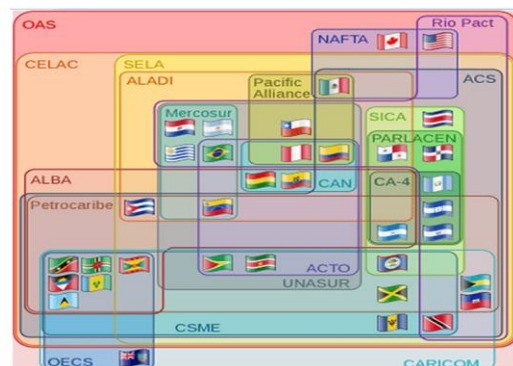 OAS
Rio Pact
NAFTA
CELAC
SELA
ALADI
Pacific
Alliance
ACS
Mercosur
SICA
PARLACEN
ALBA
CAN
CA-4
Petrocaribe
ACTO
UNASUR
CSME
OECS
CARICOM